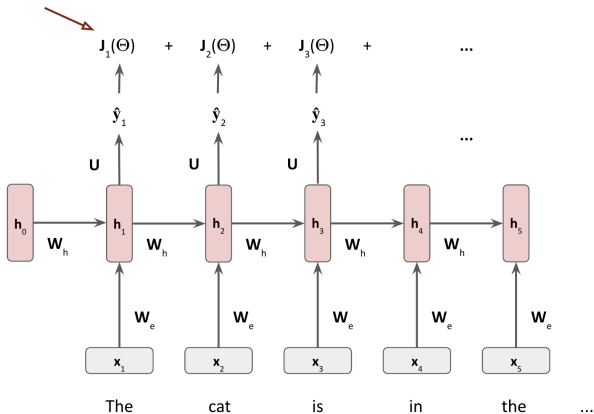 J₁(Θ) + J₂(Θ) + J₃(Θ) + ...
ŷ₁ ŷ₂ ŷ₃ ...
U U U
h₀ h₁ h₂ h₃ h₄ h₅
Wₕ Wₕ Wₕ Wₕ Wₕ
Wₑ Wₑ Wₑ Wₑ Wₑ
x₁ x₂ x₃ x₄ x₅
The cat is in the ...